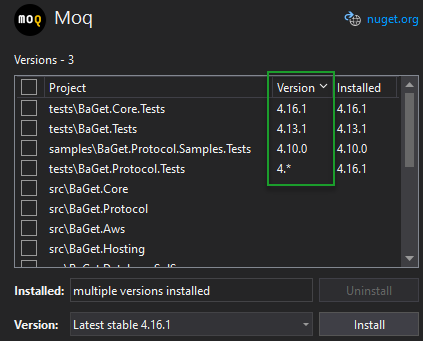 moq Moq nuget.org
Versions - 3
Project Version Installed
tests\BaGet.Core.Tests 4.16.1 4.16.1
tests\BaGet.Tests 4.13.1 4.13.1
samples\BaGet.Protocol.Samples.Tests 4.10.0 4.10.0
tests\BaGet.Protocol.Tests 4.* 4.16.1
src\BaGet.Core
src\BaGet.Protocol
src\BaGet.Aws
src\BaGet.Hosting
Installed: multiple versions installed Uninstall
Version: Latest stable 4.16.1 Install